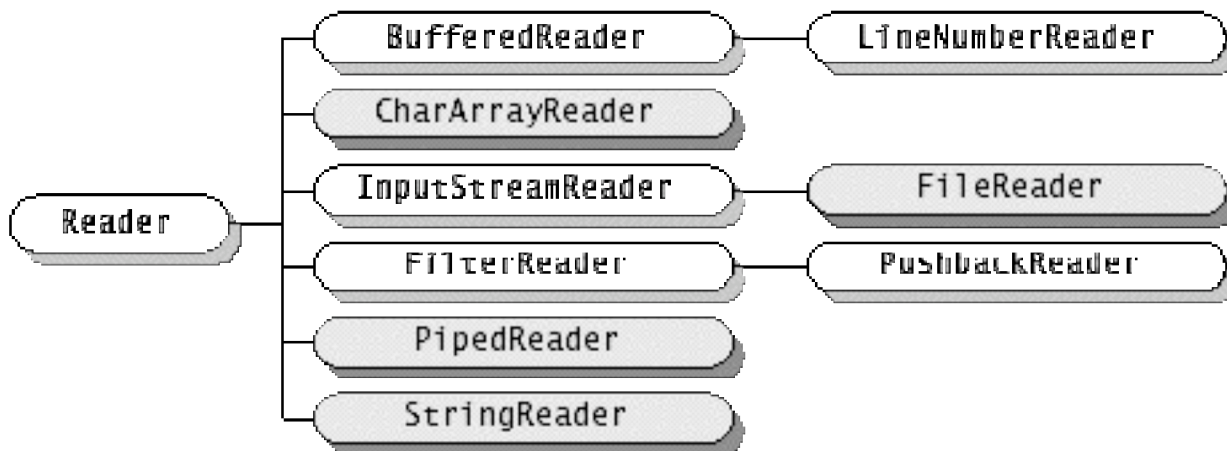 BufferedReader
LineNumberReader
CharArrayReader
InputStreamReader
FileReader
Reader
FilterReader
PushbackReader
PipedReader
StringReader